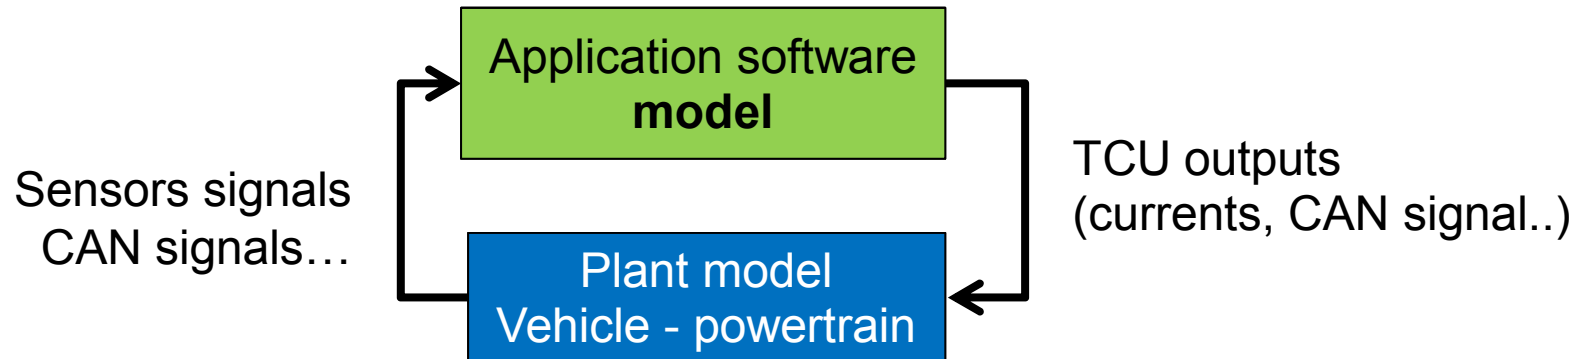 Application software
model
Sensors signals
CAN signals…
TCU outputs
(currents, CAN signal..)
Plant model
Vehicle - powertrain